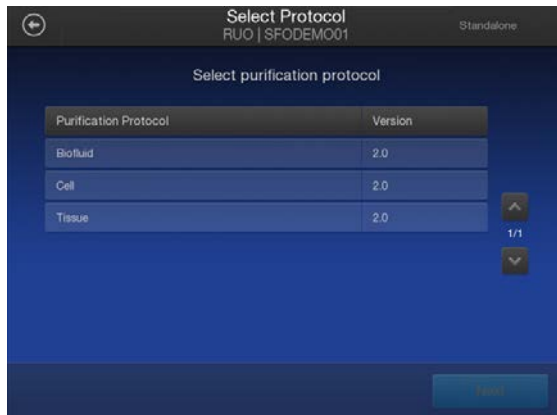 Select Protocol
RUO | SFODEMO01
Standalone
Select purification protocol
Purification Protocol Version
Biofluid 2.0
Cell 2.0
Tissue 2.0
1/1
Next